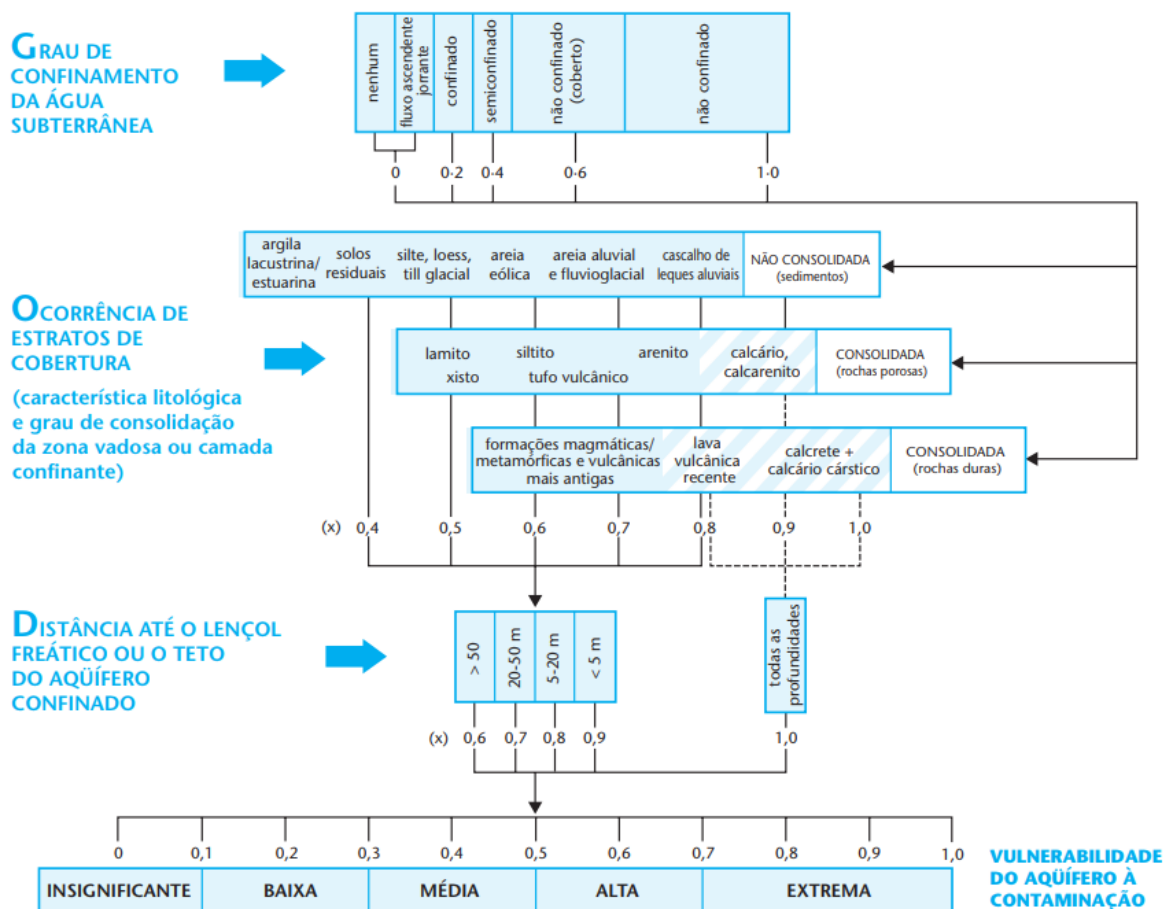 GRAU DE
CONFINAMENTO
DA ÁGUA
SUBTERRÂNEA
nenhum
fluxo ascendente
jorrante
confinado
semiconfinado
não confinado
(coberto)
não confinado
0 0·2 0·4 0·6 1·0
OCORRÊNCIA DE
ESTRATOS DE
COBERTURA
(característica litológica
e grau de consolidação
da zona vadosa ou camada
confinante)
argila
lacustrina/
estuarina
solos
residuais
silte, loess,
till glacial
areia
eólica
areia aluvial
e fluvioglacial
cascalho de
leques aluviais
NÃO CONSOLIDADA
(sedimentos)
lamito
xisto
siltito
tufo vulcânico
arenito
calcário,
calcarenito
CONSOLIDADA
(rochas porosas)
formações magmáticas/
metamórficas e vulcânicas
mais antigas
lava
vulcânica
recente
calcrete +
calcário cárstico
CONSOLIDADA
(rochas duras)
(x) 0,4 0,5 0,6 0,7 0,8 0,9 1,0
DISTÂNCIA ATÉ O LENÇOL
FREÁTICO OU O TETO
DO AQÜÍFERO
CONFINADO
> 50
20-50 m
5-20 m
< 5 m
todas as
profundidades
(x) 0,6 0,7 0,8 0,9 1,0
0 0,1 0,2 0,3 0,4 0,5 0,6 0,7 0,8 0,9 1,0
INSIGNIFICANTE BAIXA MÉDIA ALTA EXTREMA
VULNERABILIDADE
DO AQÜÍFERO À
CONTAMINAÇÃO